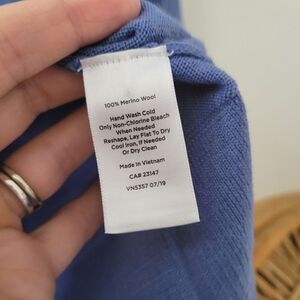 100% Merino Wool
Hand Wash Cold
Only Non-Chlorine Bleach
When Needed
Reshape, Lay Flat To Dry
Cool Iron, If Needed
Or Dry Clean
Made In Vietnam
CA# 23147
VN5357 07/19